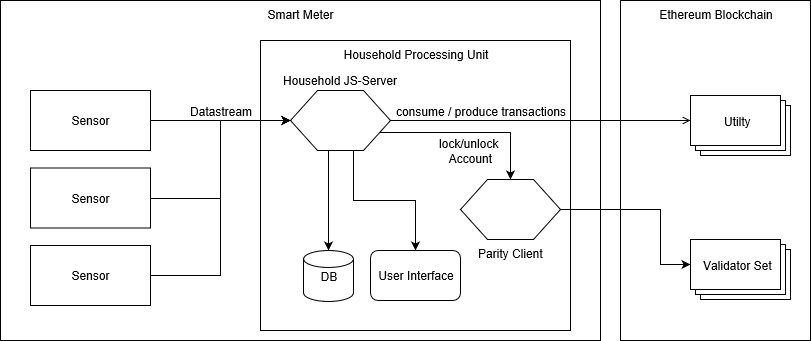 Smart Meter
Ethereum Blockchain
Household Processing Unit
Household JS-Server
Datastream
consume / produce transactions
Sensor
Utilty
lock/unlock
Account
Sensor
Parity Client
Sensor
DB
User Interface
Validator Set